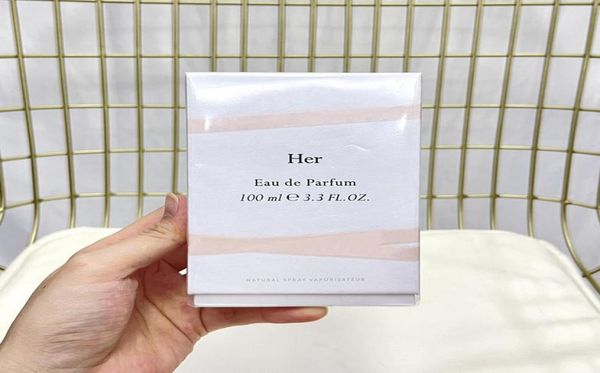 Her
Eau de Parfum
100 ml ℮ 3.3 FL.OZ.
NATURAL SPRAY VAPORISATEUR